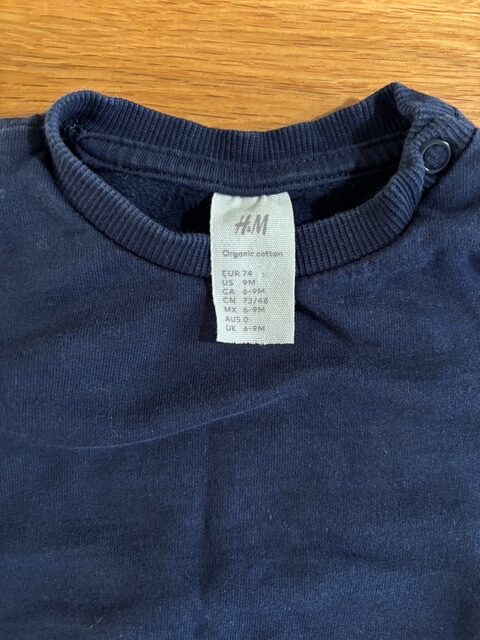 H&M
Organic cotton
EUR 74
US 9M
CA 6-9M
CN 73/48
MX 6-9M
AUS 0
UK 6-9M